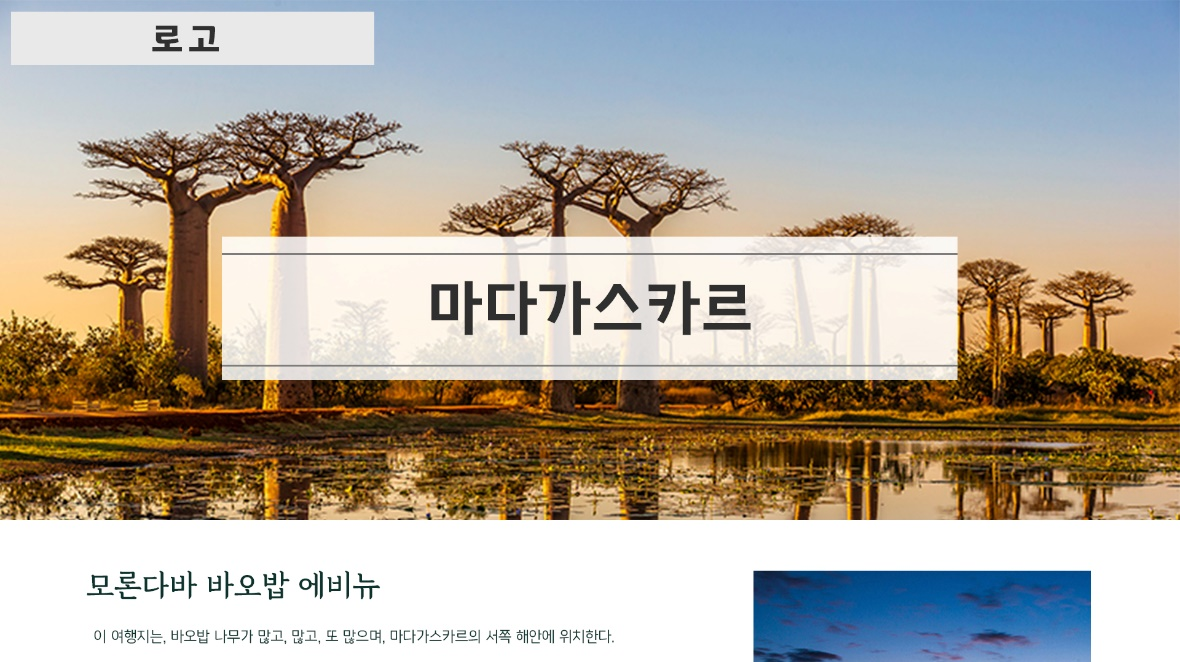 로고
마다가스카르
모론다바 바오밥 에비뉴
이 여행지는, 바오밥 나무가 많고, 많고, 또 많으며, 마다가스카르의 서쪽 해안에 위치한다.